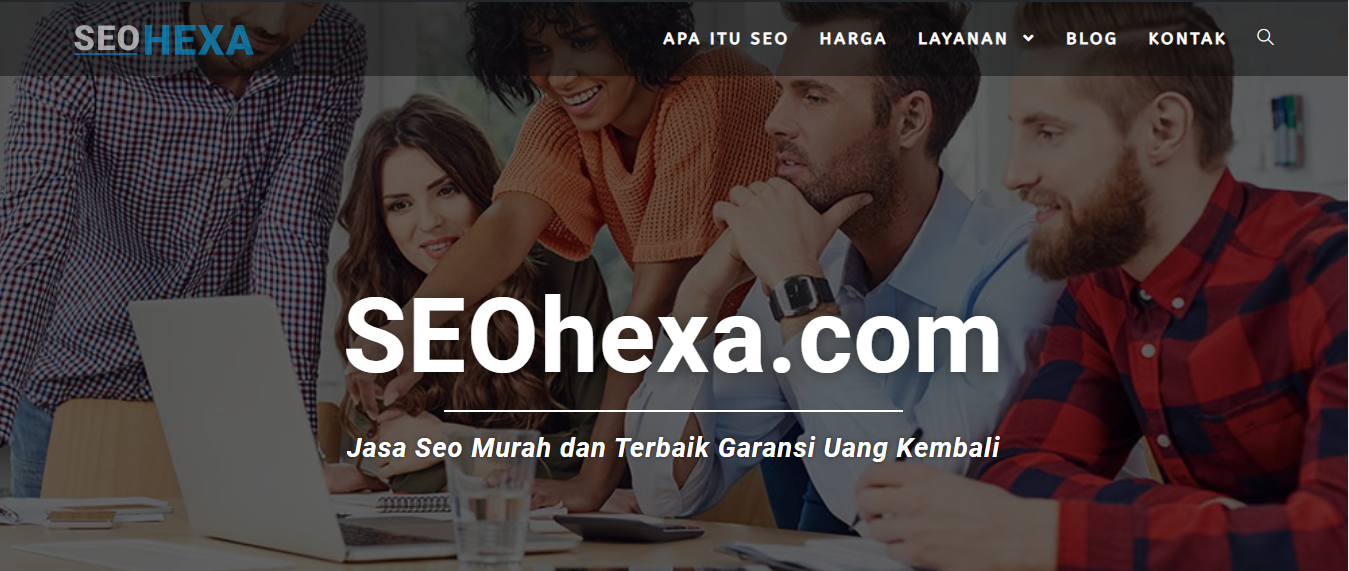 SEOHEXA
APA ITU SEO HARGA LAYANAN BLOG KONTAK
SEOhexa.com
Jasa Seo Murah dan Terbaik Garansi Uang Kembali